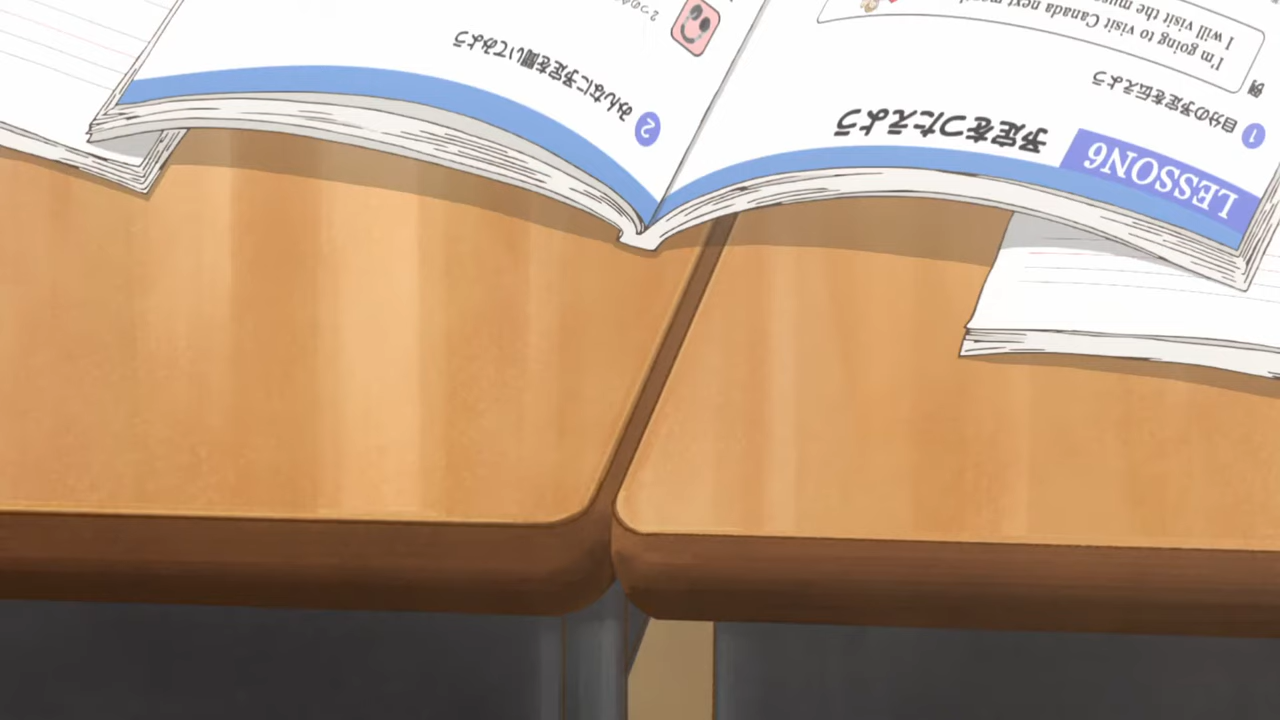 LESSON6 予定をつたえよう
1 自分の予定を伝えよう
例
I'm going to visit Canada next
I will visit the
2 みんなに予定を聞いてみよう